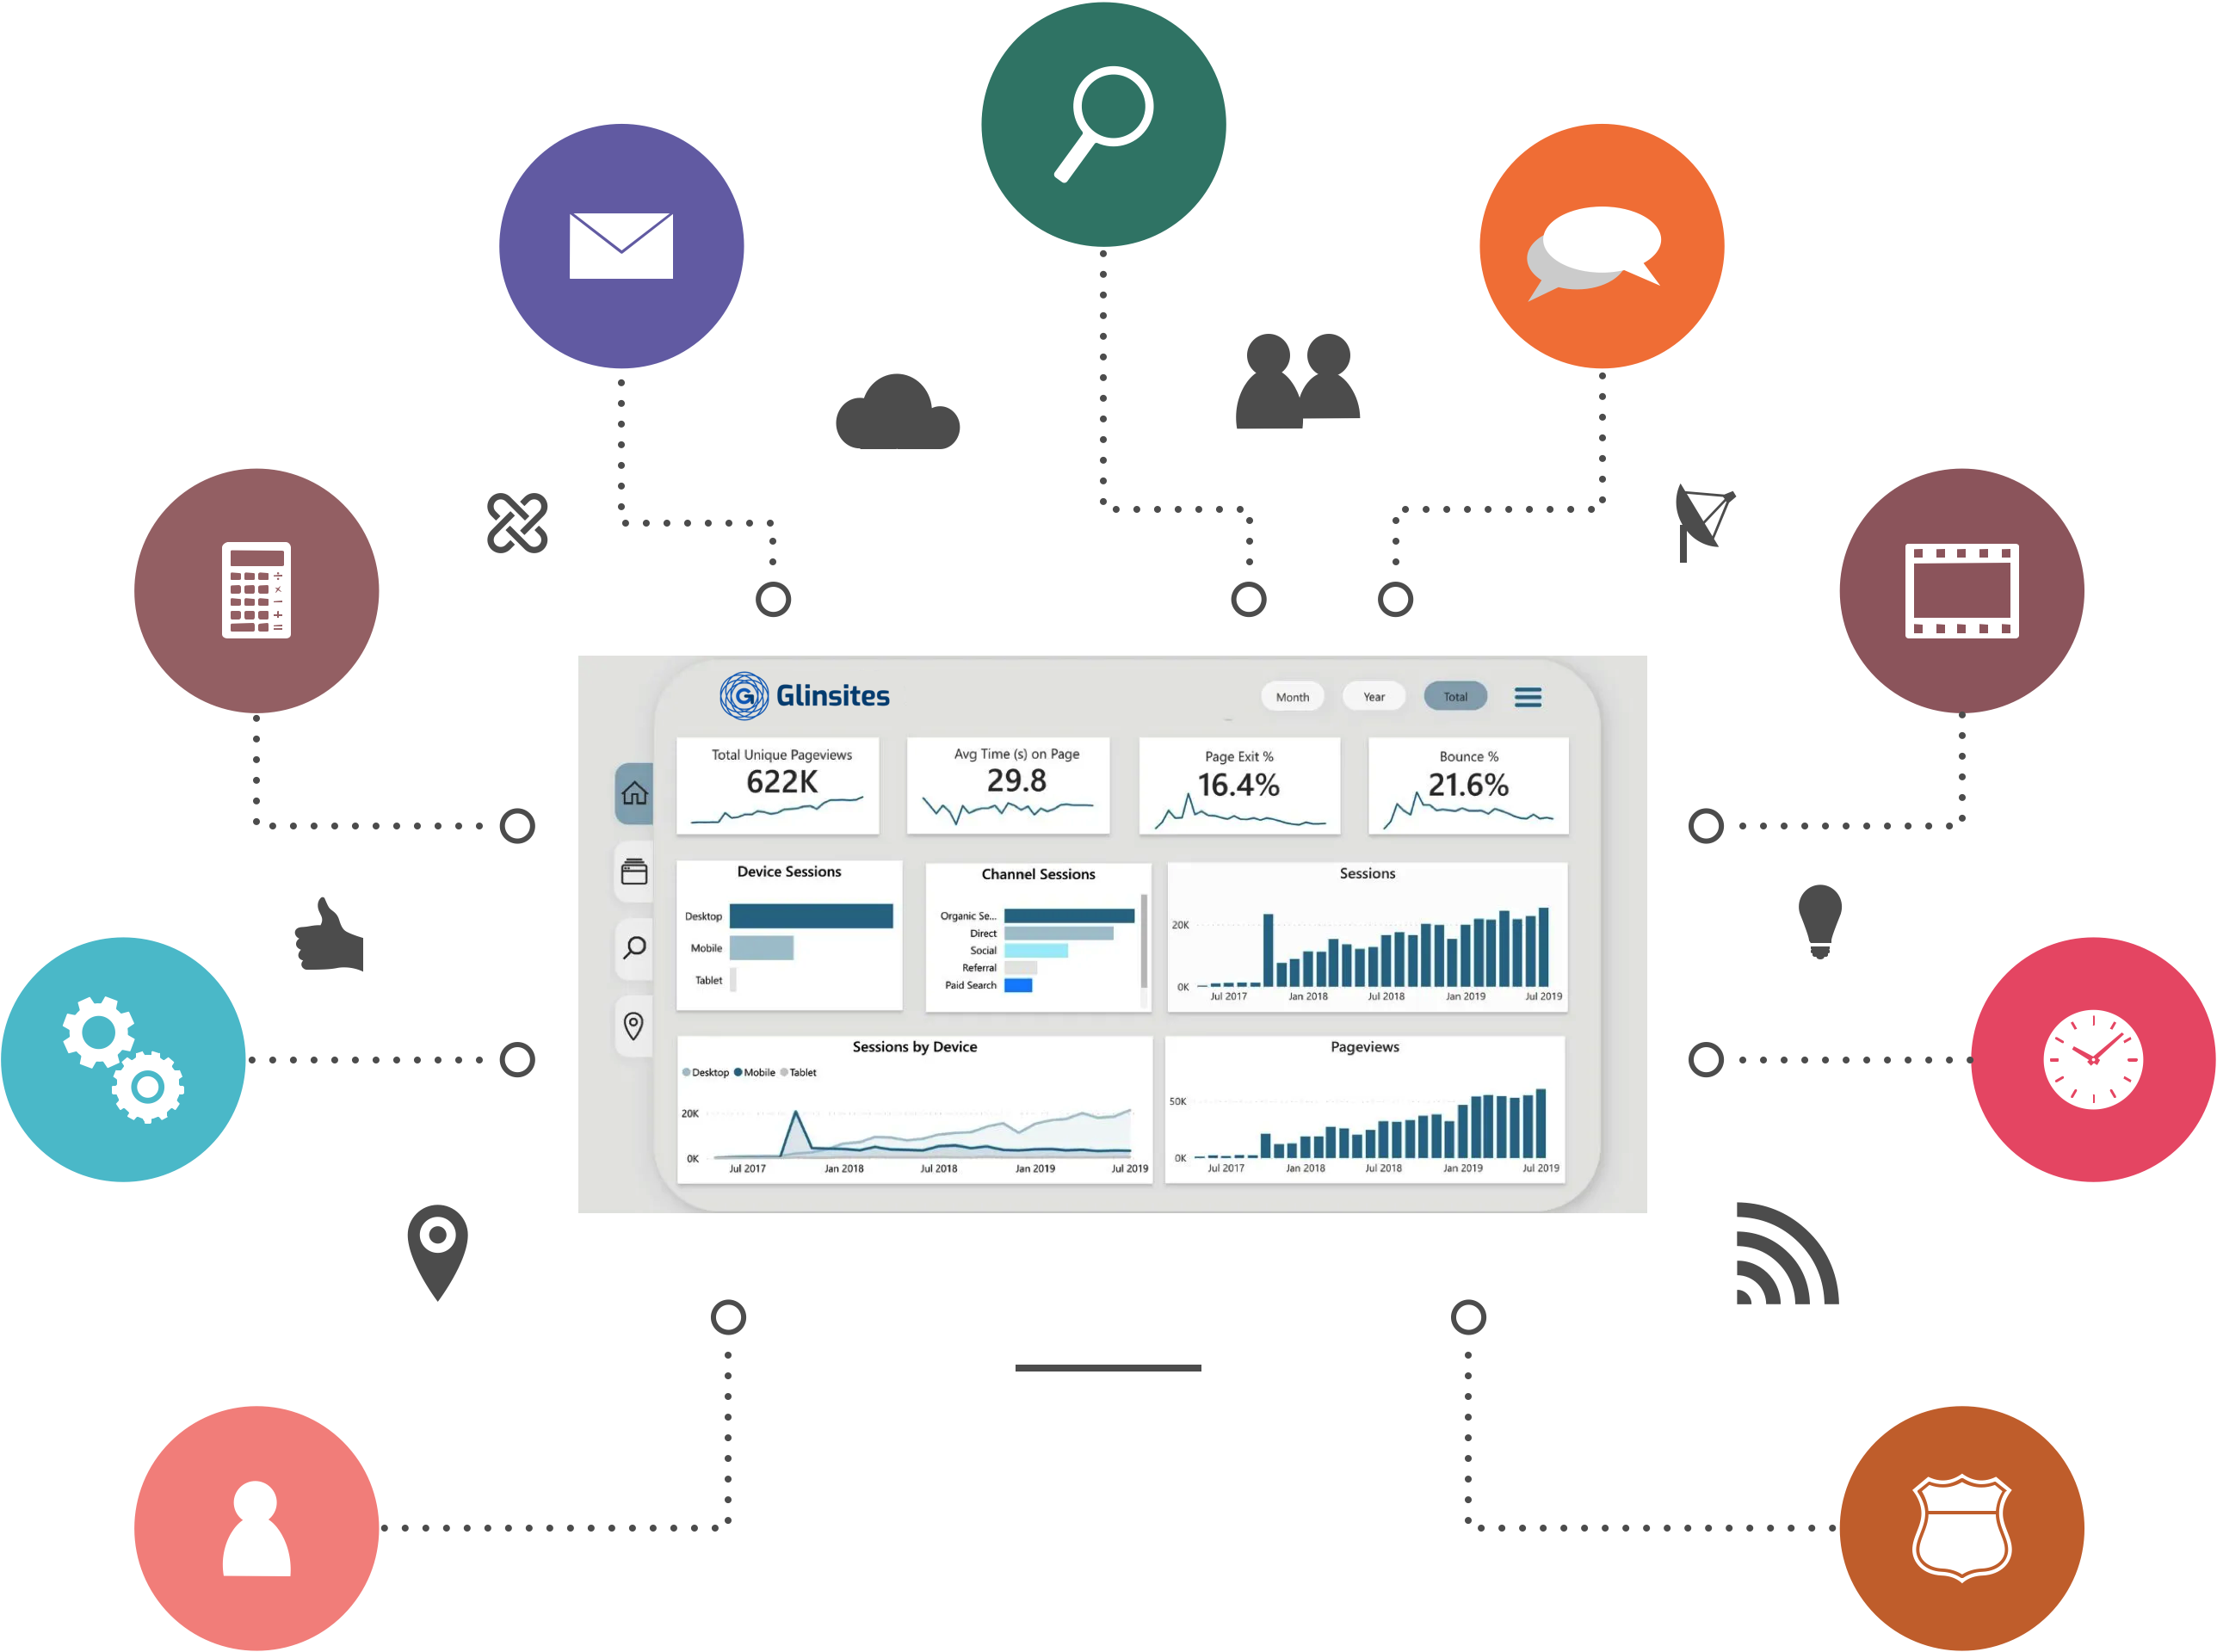 Glinsites
Month
Year
Total
Total Unique Pageviews
622K
Avg Time (s) on Page
29.8
Page Exit %
16.4%
Bounce %
21.6%
Device Sessions
Desktop
Mobile
Tablet
Channel Sessions
Organic Se...
Direct
Social
Referral
Paid Search
Sessions
20K
0K
Jul 2017 Jan 2018 Jul 2018 Jan 2019 Jul 2019
Sessions by Device
Desktop Mobile Tablet
20K
0K
Jul 2017 Jan 2018 Jul 2018 Jan 2019 Jul 2019
Pageviews
50K
0K
Jul 2017 Jan 2018 Jul 2018 Jan 2019 Jul 2019